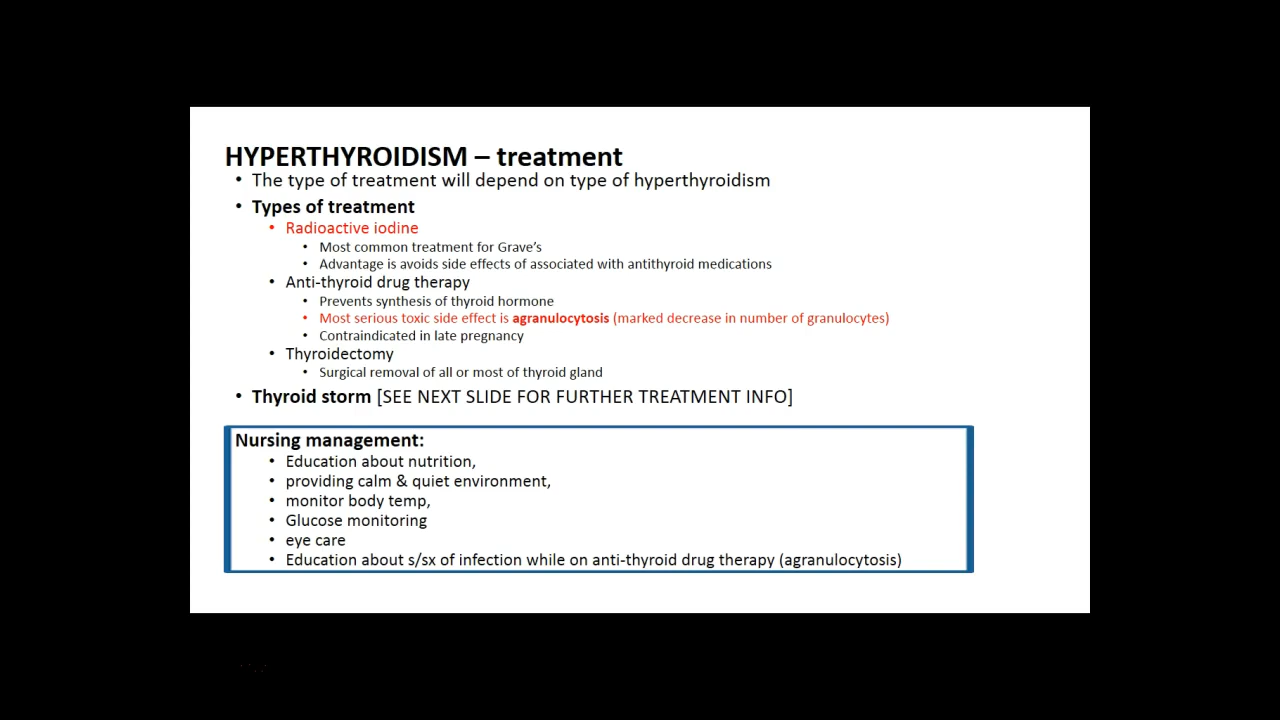 HYPERTHYROIDISM – treatment
• The type of treatment will depend on type of hyperthyroidism
• Types of treatment
• Radioactive iodine
• Most common treatment for Grave's
• Advantage is avoids side effects of associated with antithyroid medications
• Anti-thyroid drug therapy
• Prevents synthesis of thyroid hormone
• Most serious toxic side effect is agranulocytosis (marked decrease in number of granulocytes)
• Contraindicated in late pregnancy
• Thyroidectomy
• Surgical removal of all or most of thyroid gland
• Thyroid storm [SEE NEXT SLIDE FOR FURTHER TREATMENT INFO]
Nursing management:
• Education about nutrition,
• providing calm & quiet environment,
• monitor body temp,
• Glucose monitoring
• eye care
• Education about s/sx of infection while on anti-thyroid drug therapy (agranulocytosis)